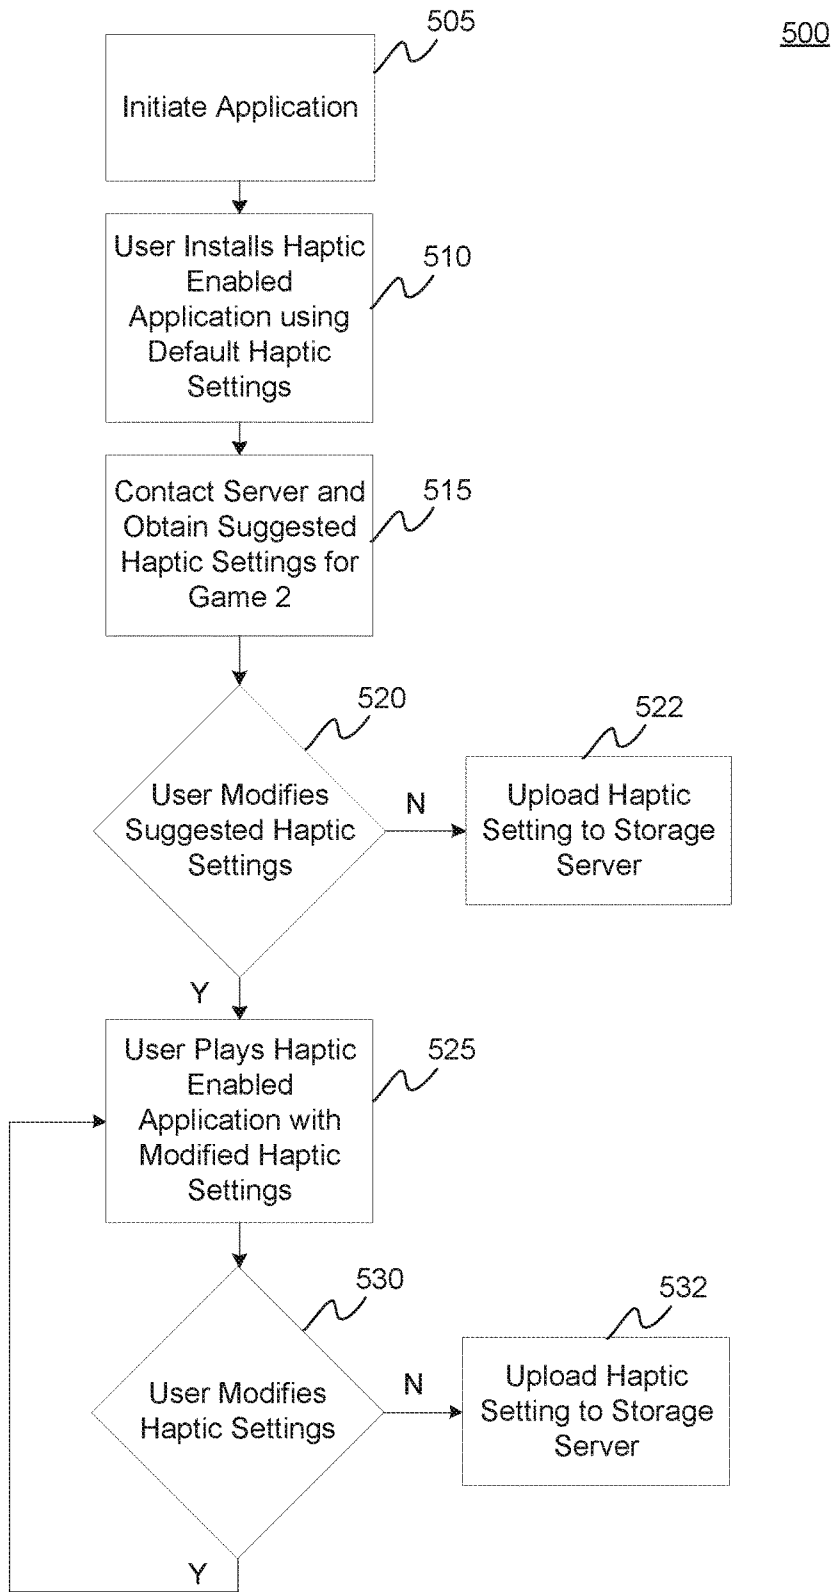 505
500
Initiate Application
User Installs Haptic
Enabled
Application using
Default Haptic
Settings
510
Contact Server and
Obtain Suggested
Haptic Settings for
Game 2
515
520
User Modifies
Suggested Haptic
Settings
N
522
Upload Haptic
Setting to Storage
Server
Y
User Plays Haptic
Enabled
Application with
Modified Haptic
Settings
525
530
User Modifies
Haptic Settings
N
532
Upload Haptic
Setting to Storage
Server
Y